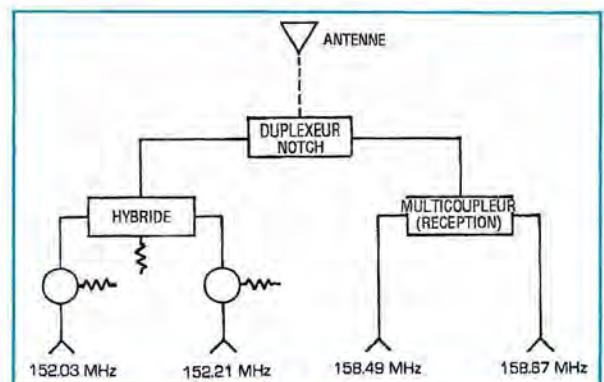 ANTENNE
DUPLEXEUR
NOTCH
HYBRIDE
MULTICOUPLEUR
(RECEPTION)
152.03 MHz
152.21 MHz
158.49 MHz
158.67 MHz